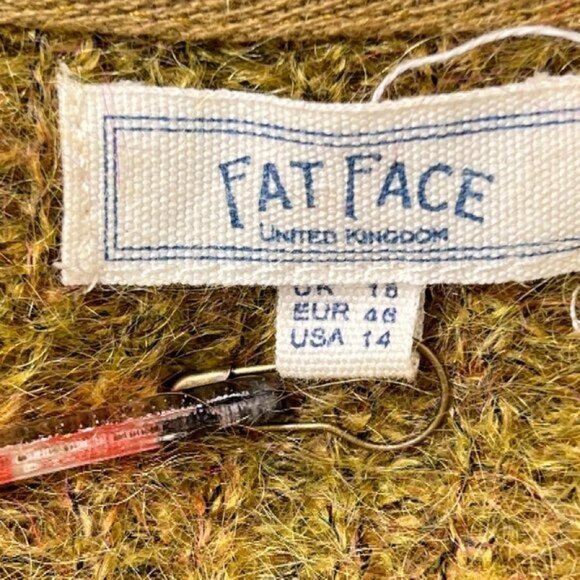 FAT FACE
UNITED KINGDOM
UK 18
EUR 46
USA 14